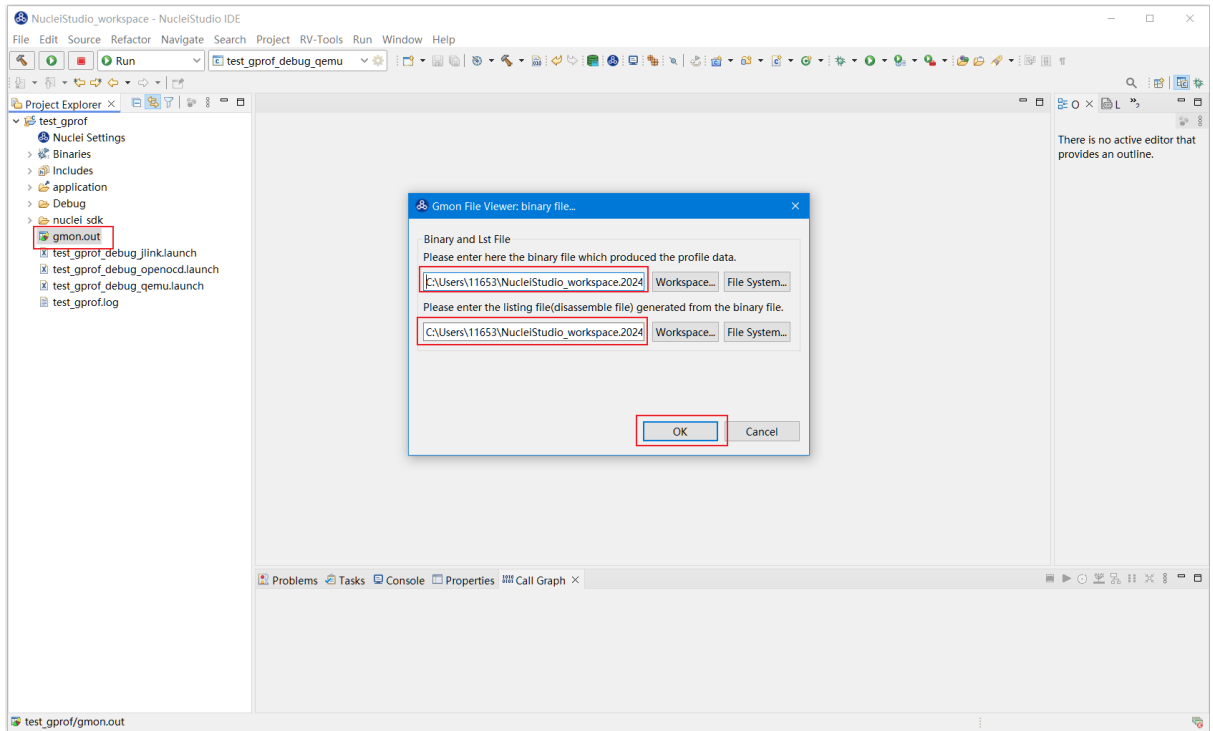 NucleiStudio_workspace - NucleiStudio IDE
File Edit Source Refactor Navigate Search Project RV-Tools Run Window Help
Run
test_gprof_debug_qemu
Project Explorer
test_gprof
Nuclei Settings
Binaries
Includes
application
Debug
nuclei sdk
gmon.out
test_gprof_debug_jlink.launch
test_gprof_debug_openocd.launch
test_gprof_debug_qemu.launch
test_gprof.log
O L
There is no active editor that
provides an outline.
Gmon File Viewer: binary file...
Binary and Lst File
Please enter here the binary file which produced the profile data.
C:\Users\11653\NucleiStudio_workspace.2024 Workspace... File System...
Please enter the listing file(disassemble file) generated from the binary file.
C:\Users\11653\NucleiStudio_workspace.2024 Workspace... File System...
OK Cancel
Problems Tasks Console Properties Call Graph
test_gprof/gmon.out